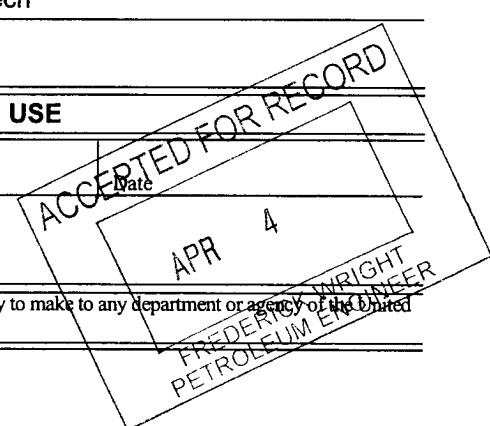 ech
USE
ACCEPTED FOR RECORD
Date
APR 4
y to make to any department or agency of the United
FREDERICK WRIGHT
PETROLEUM ENGINEER